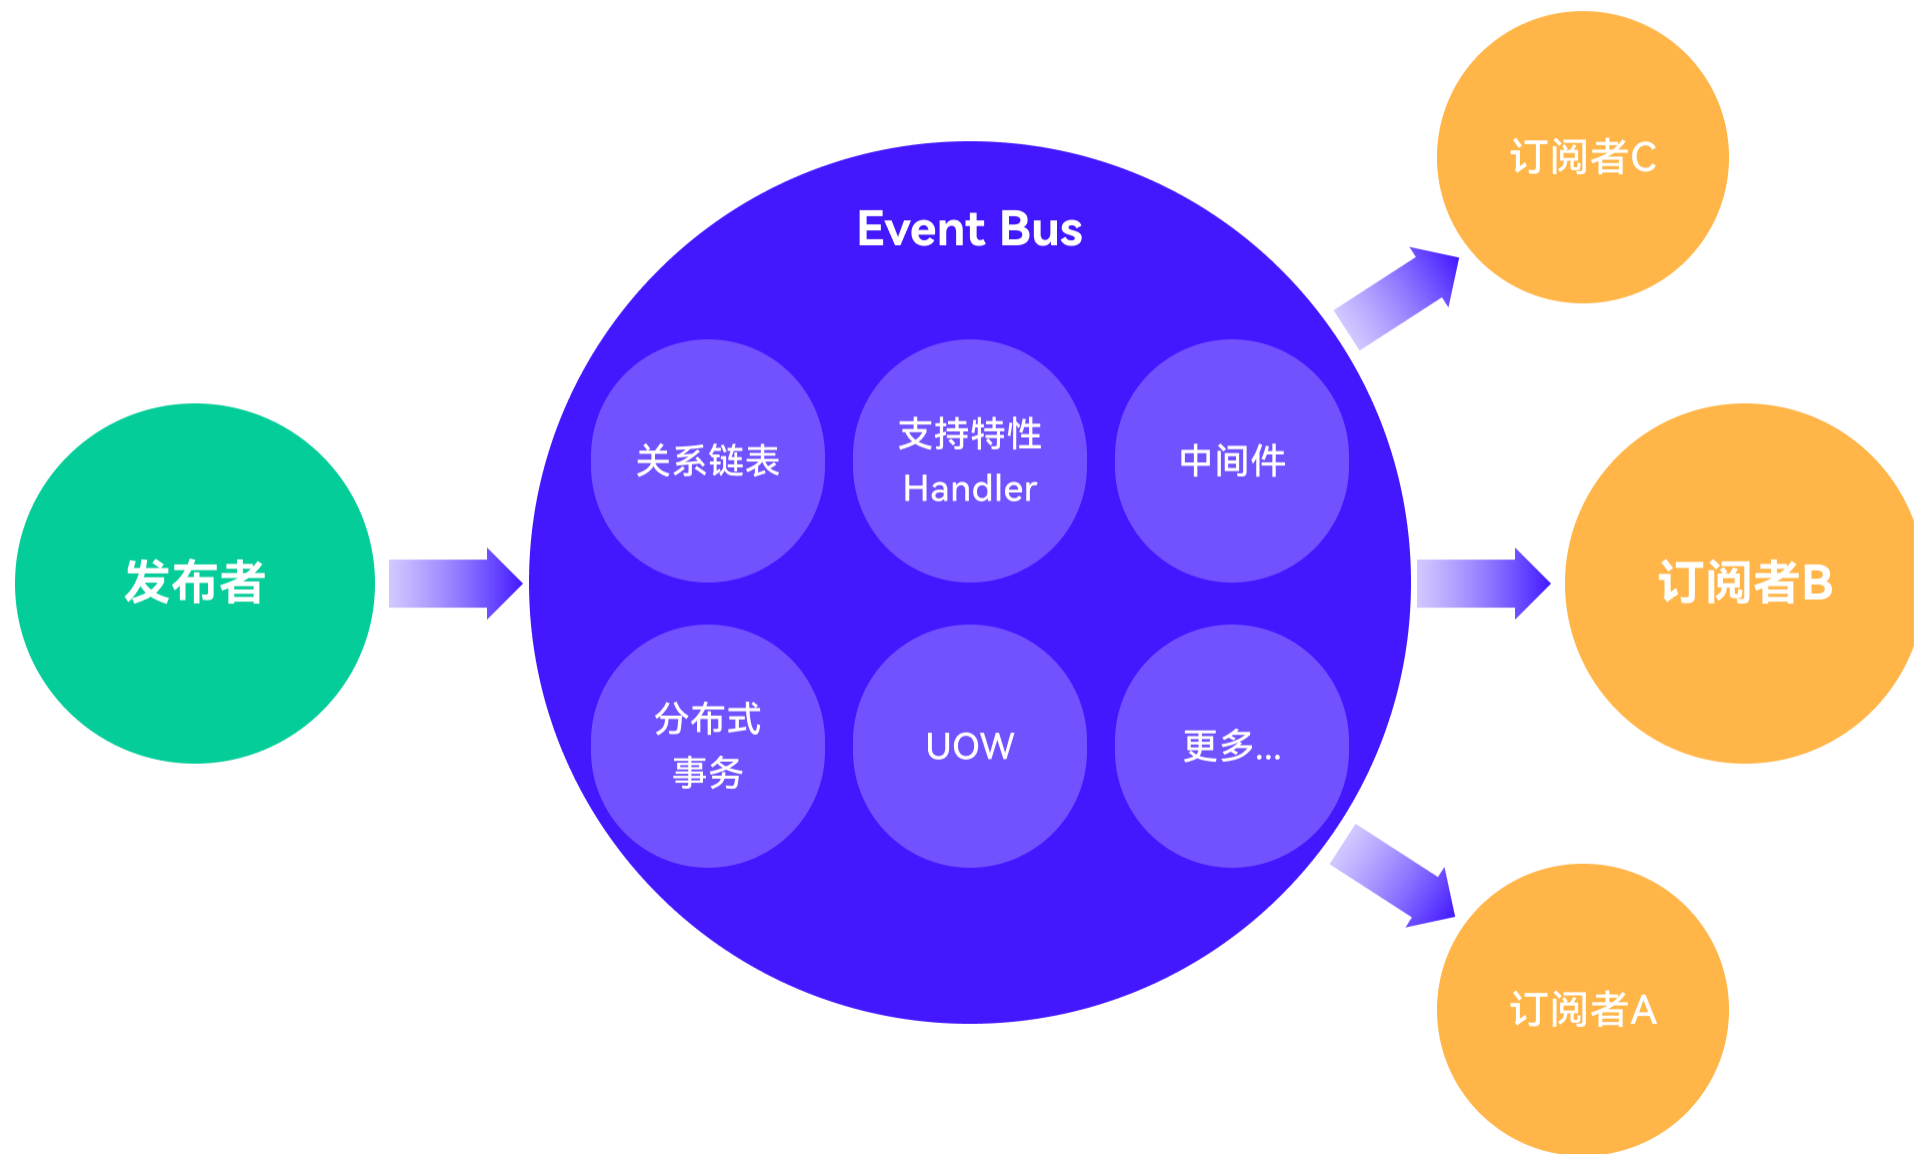 发布者
Event Bus
关系链表
支持特性
Handler
中间件
分布式
事务
UOW
更多...
订阅者C
订阅者B
订阅者A